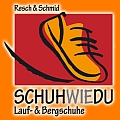 Resch & Schmid
SCHUHWIEDU
Lauf- & Bergschuhe